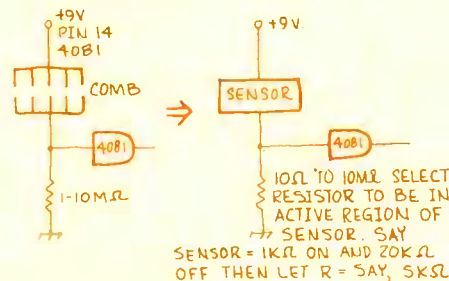 +9V
PIN 14
4081
COMB
4081
1-10MΩ
⇒
+9V
SENSOR
4081
10Ω TO 10MΩ SELECT
RESISTOR TO BE IN
ACTIVE REGION OF
SENSOR. SAY
SENSOR = 1KΩ ON AND 20KΩ
OFF THEN LET R = SAY, 5KΩ